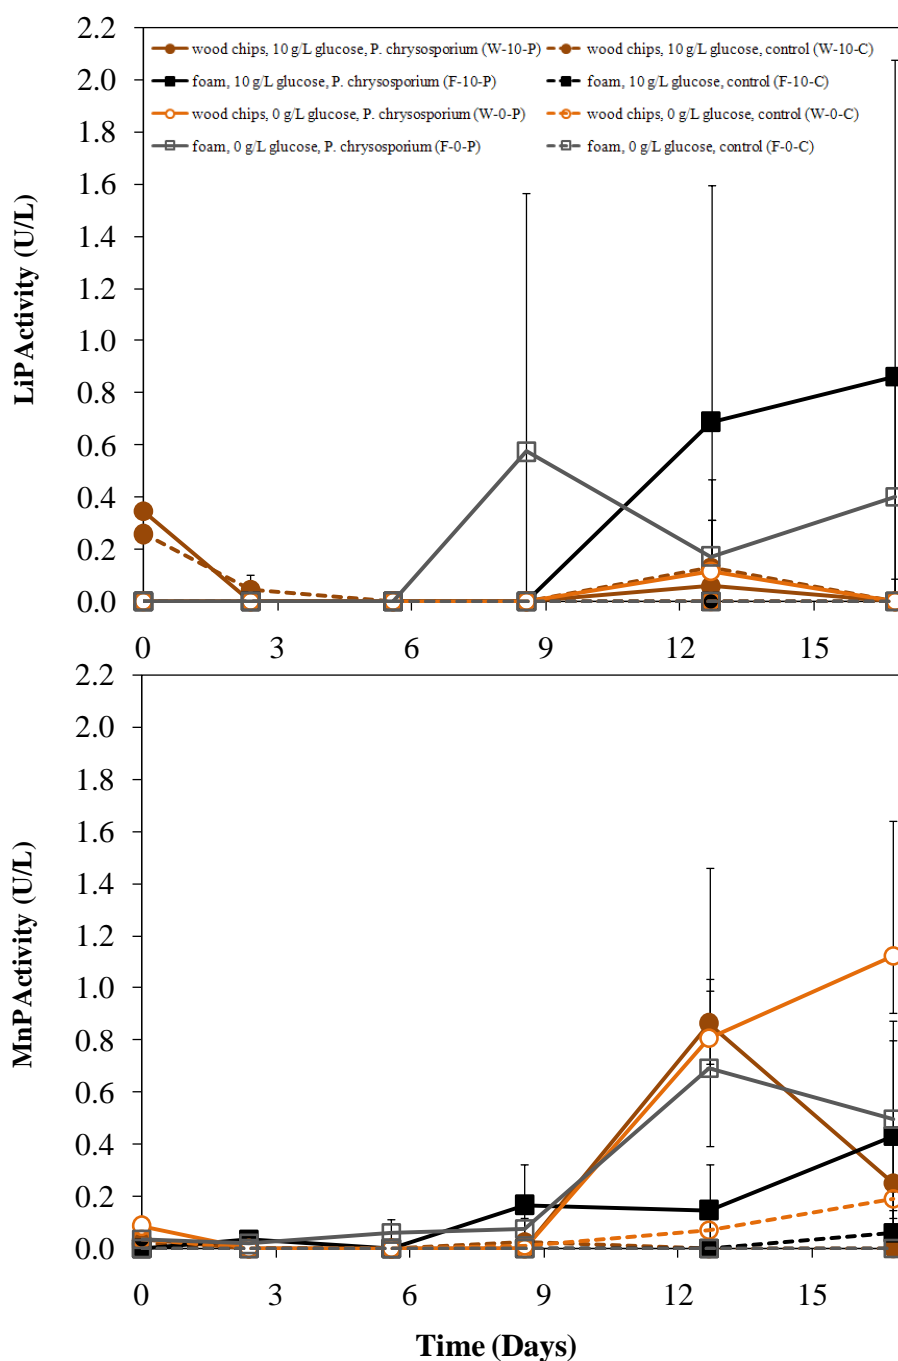 2.2
wood chips, 10 g/L glucose, P. chrysosporium (W-10-P)
wood chips, 10 g/L glucose, control (W-10-C)
2.0
foam, 10 g/L glucose, P. chrysosporium (F-10-P)
foam, 10 g/L glucose, control (F-10-C)
1.8
wood chips, 0 g/L glucose, P. chrysosporium (W-0-P)
wood chips, 0 g/L glucose, control (W-0-C)
foam, 0 g/L glucose, P. chrysosporium (F-0-P)
foam, 0 g/L glucose, control (F-0-C)
1.6
1.4
1.2
1.0
0.8
0.6
0.4
0.2
0.0
LiP Activity (U/L)
0 3 6 9 12 15
2.2
2.0
1.8
1.6
1.4
1.2
1.0
0.8
0.6
0.4
0.2
0.0
MnP Activity (U/L)
0 3 6 9 12 15
Time (Days)